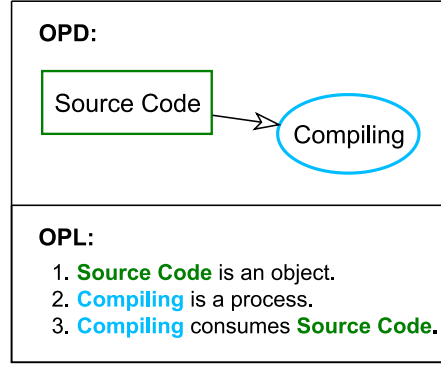 OPD:
Source Code
Compiling
OPL:
1. Source Code is an object.
2. Compiling is a process.
3. Compiling consumes Source Code.